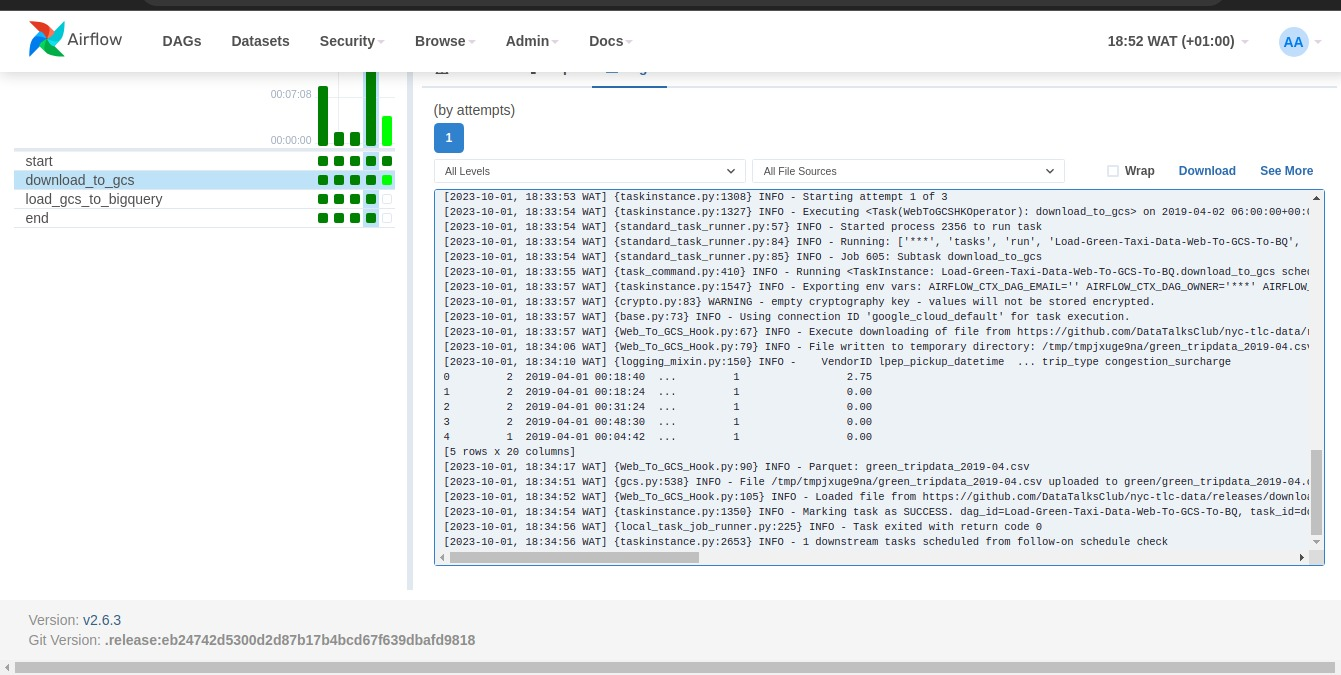 Airflow
DAGs
Datasets
Security
Browse
Admin
Docs
18:52 WAT (+01:00)
AA
00:07:08
00:00:00
start
download_to_gcs
load_gcs_to_bigquery
end
(by attempts)
1
All Levels
All File Sources
Wrap
Download
See More
[2023-10-01, 18:33:53 WAT] {taskinstance.py:1308} INFO - Starting attempt 1 of 3
[2023-10-01, 18:33:54 WAT] {taskinstance.py:1327} INFO - Executing <Task(WebToGCSHKOperator): download_to_gcs> on 2019-04-02 06:00:00+00:0
[2023-10-01, 18:33:54 WAT] {standard_task_runner.py:57} INFO - Started process 2356 to run task
[2023-10-01, 18:33:54 WAT] {standard_task_runner.py:84} INFO - Running: ['***', 'tasks', 'run', 'Load-Green-Taxi-Data-Web-To-GCS-To-BQ',
[2023-10-01, 18:33:54 WAT] {standard_task_runner.py:85} INFO - Job 605: Subtask download_to_gcs
[2023-10-01, 18:33:55 WAT] {task_command.py:410} INFO - Running <TaskInstance: Load-Green-Taxi-Data-Web-To-GCS-To-BQ.download_to_gcs sched
[2023-10-01, 18:33:57 WAT] {taskinstance.py:1547} INFO - Exporting env vars: AIRFLOW_CTX_DAG_EMAIL='' AIRFLOW_CTX_DAG_OWNER='***' AIRFLOW_
[2023-10-01, 18:33:57 WAT] {crypto.py:83} WARNING - empty cryptography key - values will not be stored encrypted.
[2023-10-01, 18:33:57 WAT] {base.py:73} INFO - Using connection ID 'google_cloud_default' for task execution.
[2023-10-01, 18:33:57 WAT] {Web_To_GCS_Hook.py:67} INFO - Execute downloading of file from https://github.com/DataTalksClub/nyc-tlc-data/r
[2023-10-01, 18:34:06 WAT] {Web_To_GCS_Hook.py:79} INFO - File written to temporary directory: /tmp/tmpjxuge9na/green_tripdata_2019-04.csv
[2023-10-01, 18:34:10 WAT] {logging_mixin.py:150} INFO -    VendorID lpep_pickup_datetime  ... trip_type congestion_surcharge
0         2  2019-04-01 00:18:40  ...         1                 2.75
1         2  2019-04-01 00:18:24  ...         1                 0.00
2         2  2019-04-01 00:31:24  ...         1                 0.00
3         2  2019-04-01 00:48:30  ...         1                 0.00
4         1  2019-04-01 00:04:42  ...         1                 0.00
[5 rows x 20 columns]
[2023-10-01, 18:34:17 WAT] {Web_To_GCS_Hook.py:90} INFO - Parquet: green_tripdata_2019-04.csv
[2023-10-01, 18:34:51 WAT] {gcs.py:538} INFO - File /tmp/tmpjxuge9na/green_tripdata_2019-04.csv uploaded to green/green_tripdata_2019-04.c
[2023-10-01, 18:34:52 WAT] {Web_To_GCS_Hook.py:105} INFO - Loaded file from https://github.com/DataTalksClub/nyc-tlc-data/releases/downloa
[2023-10-01, 18:34:54 WAT] {taskinstance.py:1350} INFO - Marking task as SUCCESS. dag_id=Load-Green-Taxi-Data-Web-To-GCS-To-BQ, task_id=do
[2023-10-01, 18:34:56 WAT] {local_task_job_runner.py:225} INFO - Task exited with return code 0
[2023-10-01, 18:34:56 WAT] {taskinstance.py:2653} INFO - 1 downstream tasks scheduled from follow-on schedule check
Version: v2.6.3
Git Version: .release:eb24742d5300d2d87b17b4bcd67f639dbafd9818